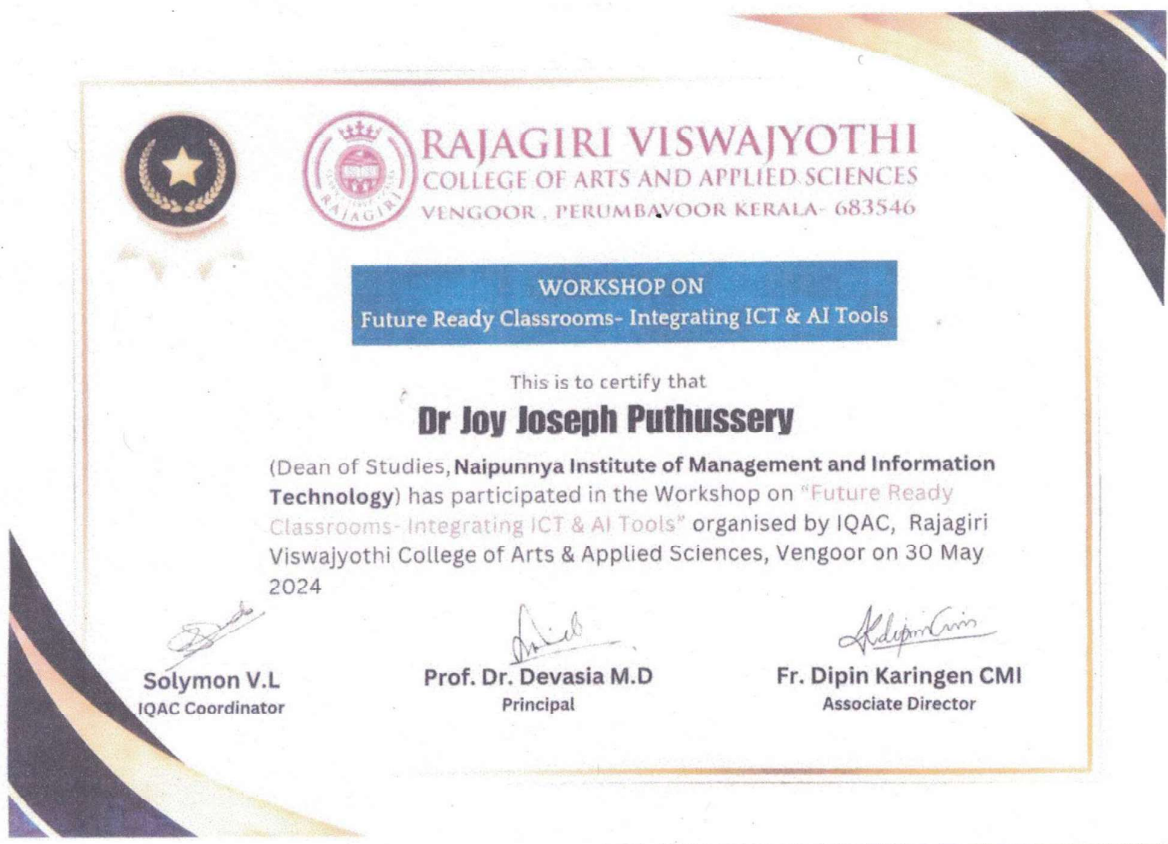 RAJAGIRI VISWAJYOTHI
COLLEGE OF ARTS AND APPLIED SCIENCES
VENGOOR , PERUMBAVOOR KERALA- 683546
RAJAGIRI
WORKSHOP ON
Future Ready Classrooms- Integrating ICT & AI Tools
This is to certify that
Dr Joy Joseph Puthussery
(Dean of Studies, Naipunnya Institute of Management and Information
Technology) has participated in the Workshop on "Future Ready
Classrooms- Integrating ICT & AI Tools" organised by IQAC, Rajagiri
Viswajyothi College of Arts & Applied Sciences, Vengoor on 30 May
2024
Solymon V.L
IQAC Coordinator
Prof. Dr. Devasia M.D
Principal
Fr. Dipin Karingen CMI
Associate Director